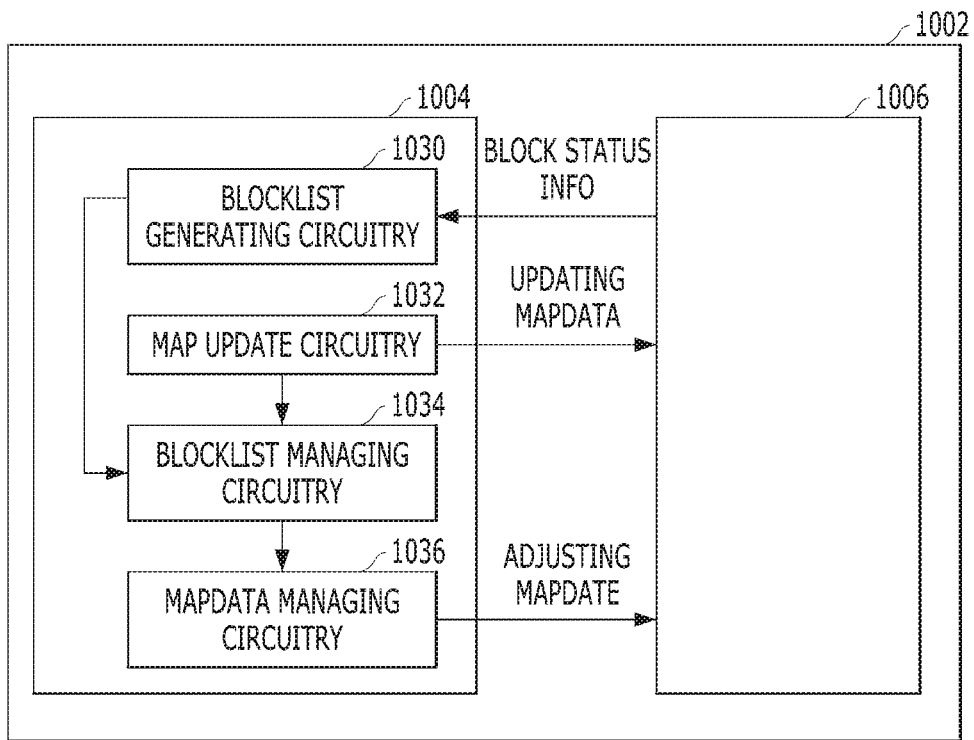 1002
1004
1006
1030
BLOCKLIST
GENERATING CIRCUITRY
BLOCK STATUS
INFO
1032
MAP UPDATE CIRCUITRY
UPDATING
MAPDATA
1034
BLOCKLIST MANAGING
CIRCUITRY
1036
MAPDATA MANAGING
CIRCUITRY
ADJUSTING
MAPDATE